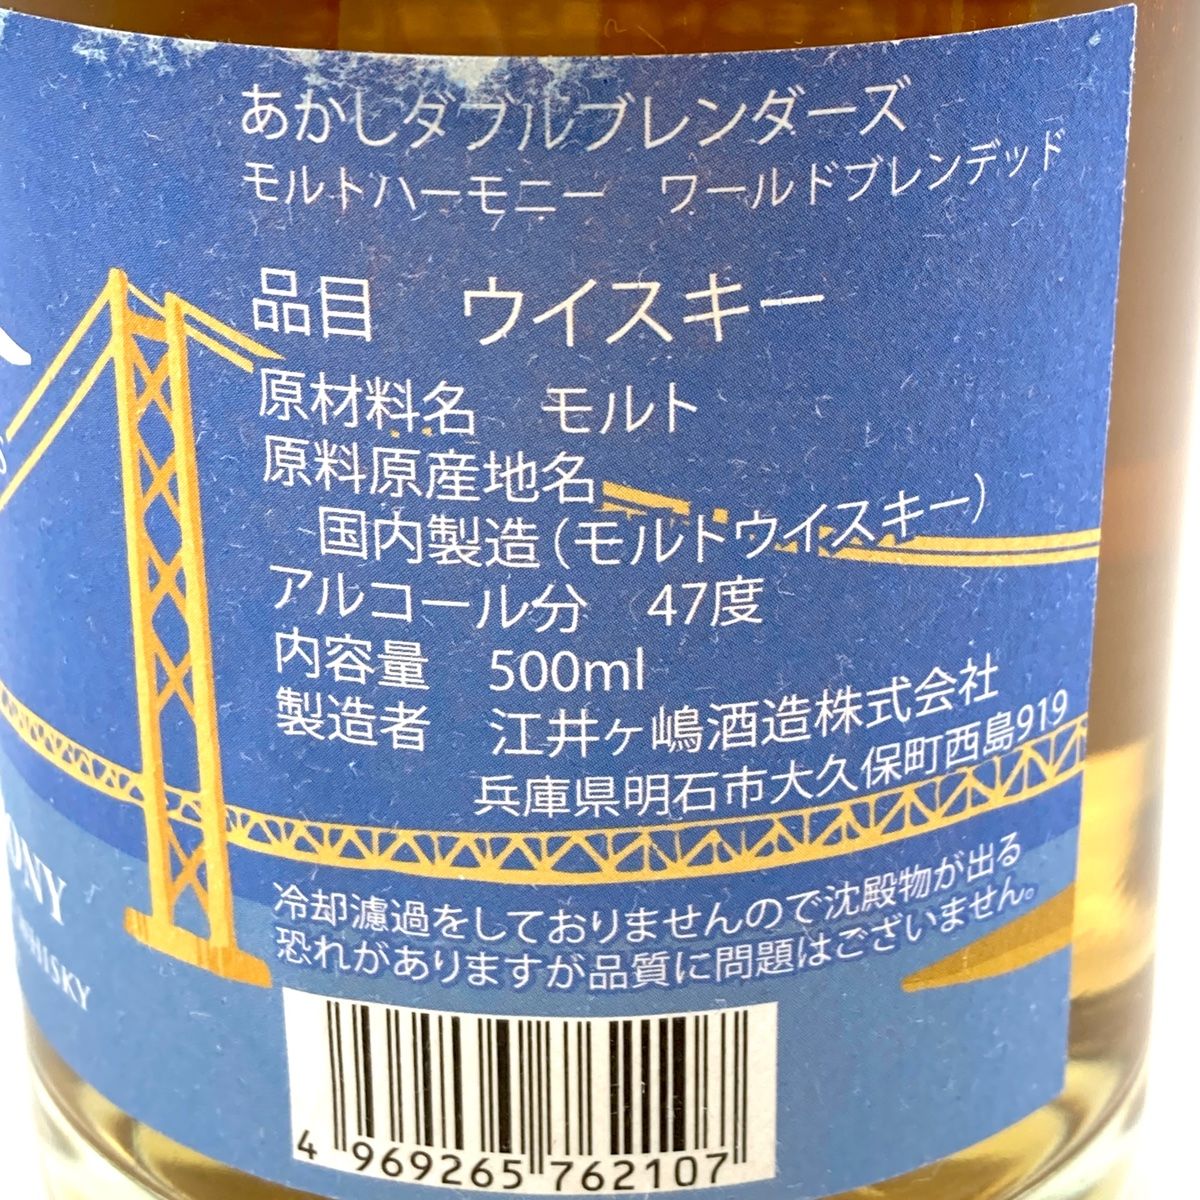 あかしダブルブレンダーズ
モルトハーモニー　ワールドブレンデッド
品目　ウイスキー
原材料名　モルト
原料原産地名
国内製造（モルトウイスキー）
アルコール分　47度
内容量　500ml
製造者　江井ヶ嶋酒造株式会社
兵庫県明石市大久保町西島919
冷却濾過をしておりませんので沈殿物が出る
恐れがありますが品質に問題はございません。
4 969265 762107
ONY
WHISKY